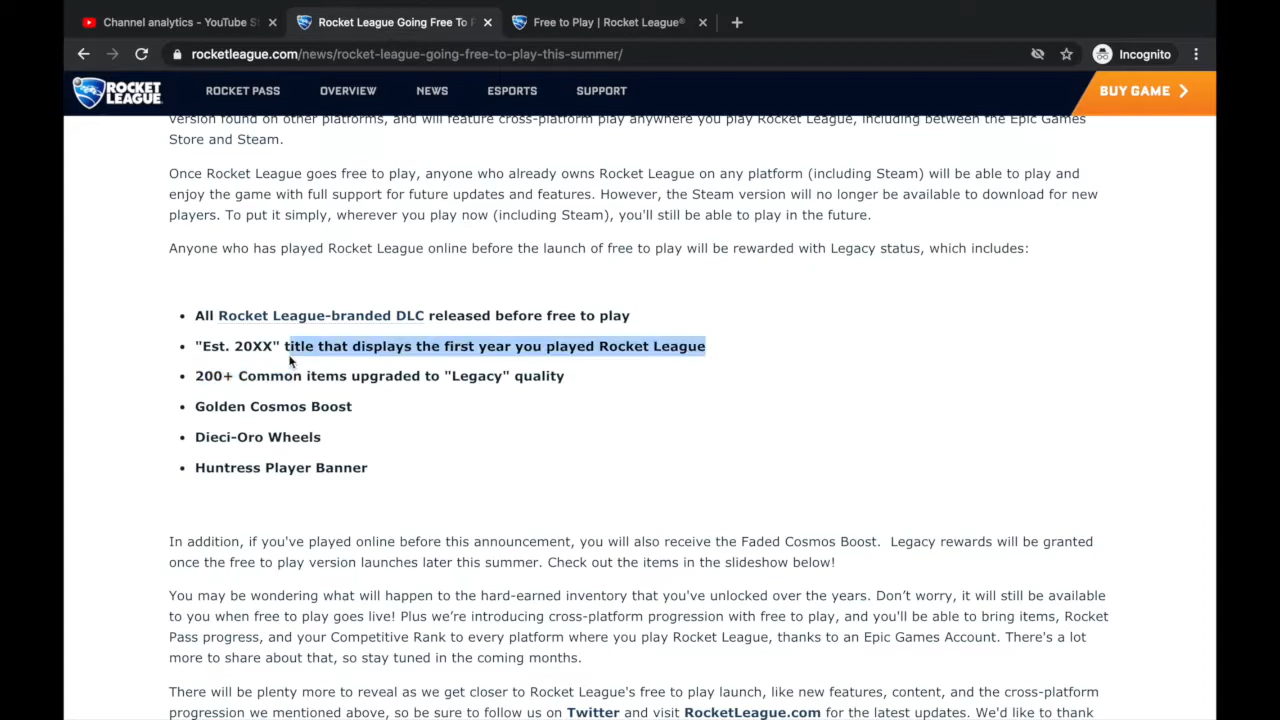 Channel analytics - YouTube S
Rocket League Going Free To P
Free to Play | Rocket League®
rocketleague.com/news/rocket-league-going-free-to-play-this-summer/
Incognito
ROCKET LEAGUE
ROCKET PASS
OVERVIEW
NEWS
ESPORTS
SUPPORT
BUY GAME
version found on other platforms, and will feature cross-platform play anywhere you play Rocket League, including between the Epic Games
Store and Steam.
Once Rocket League goes free to play, anyone who already owns Rocket League on any platform (including Steam) will be able to play and
enjoy the game with full support for future updates and features. However, the Steam version will no longer be available to download for new
players. To put it simply, wherever you play now (including Steam), you'll still be able to play in the future.
Anyone who has played Rocket League online before the launch of free to play will be rewarded with Legacy status, which includes:
• All Rocket League-branded DLC released before free to play
• "Est. 20XX" title that displays the first year you played Rocket League
• 200+ Common items upgraded to "Legacy" quality
• Golden Cosmos Boost
• Dieci-Oro Wheels
• Huntress Player Banner
In addition, if you've played online before this announcement, you will also receive the Faded Cosmos Boost.  Legacy rewards will be granted
once the free to play version launches later this summer. Check out the items in the slideshow below!
You may be wondering what will happen to the hard-earned inventory that you've unlocked over the years. Don’t worry, it will still be available
to you when free to play goes live! Plus we’re introducing cross-platform progression with free to play, and you'll be able to bring items, Rocket
Pass progress, and your Competitive Rank to every platform where you play Rocket League, thanks to an Epic Games Account. There's a lot
more to share about that, so stay tuned in the coming months.
There will be plenty more to reveal as we get closer to Rocket League's free to play launch, like new features, content, and the cross-platform
progression we mentioned above, so be sure to follow us on Twitter and visit RocketLeague.com for the latest updates. We'd like to thank